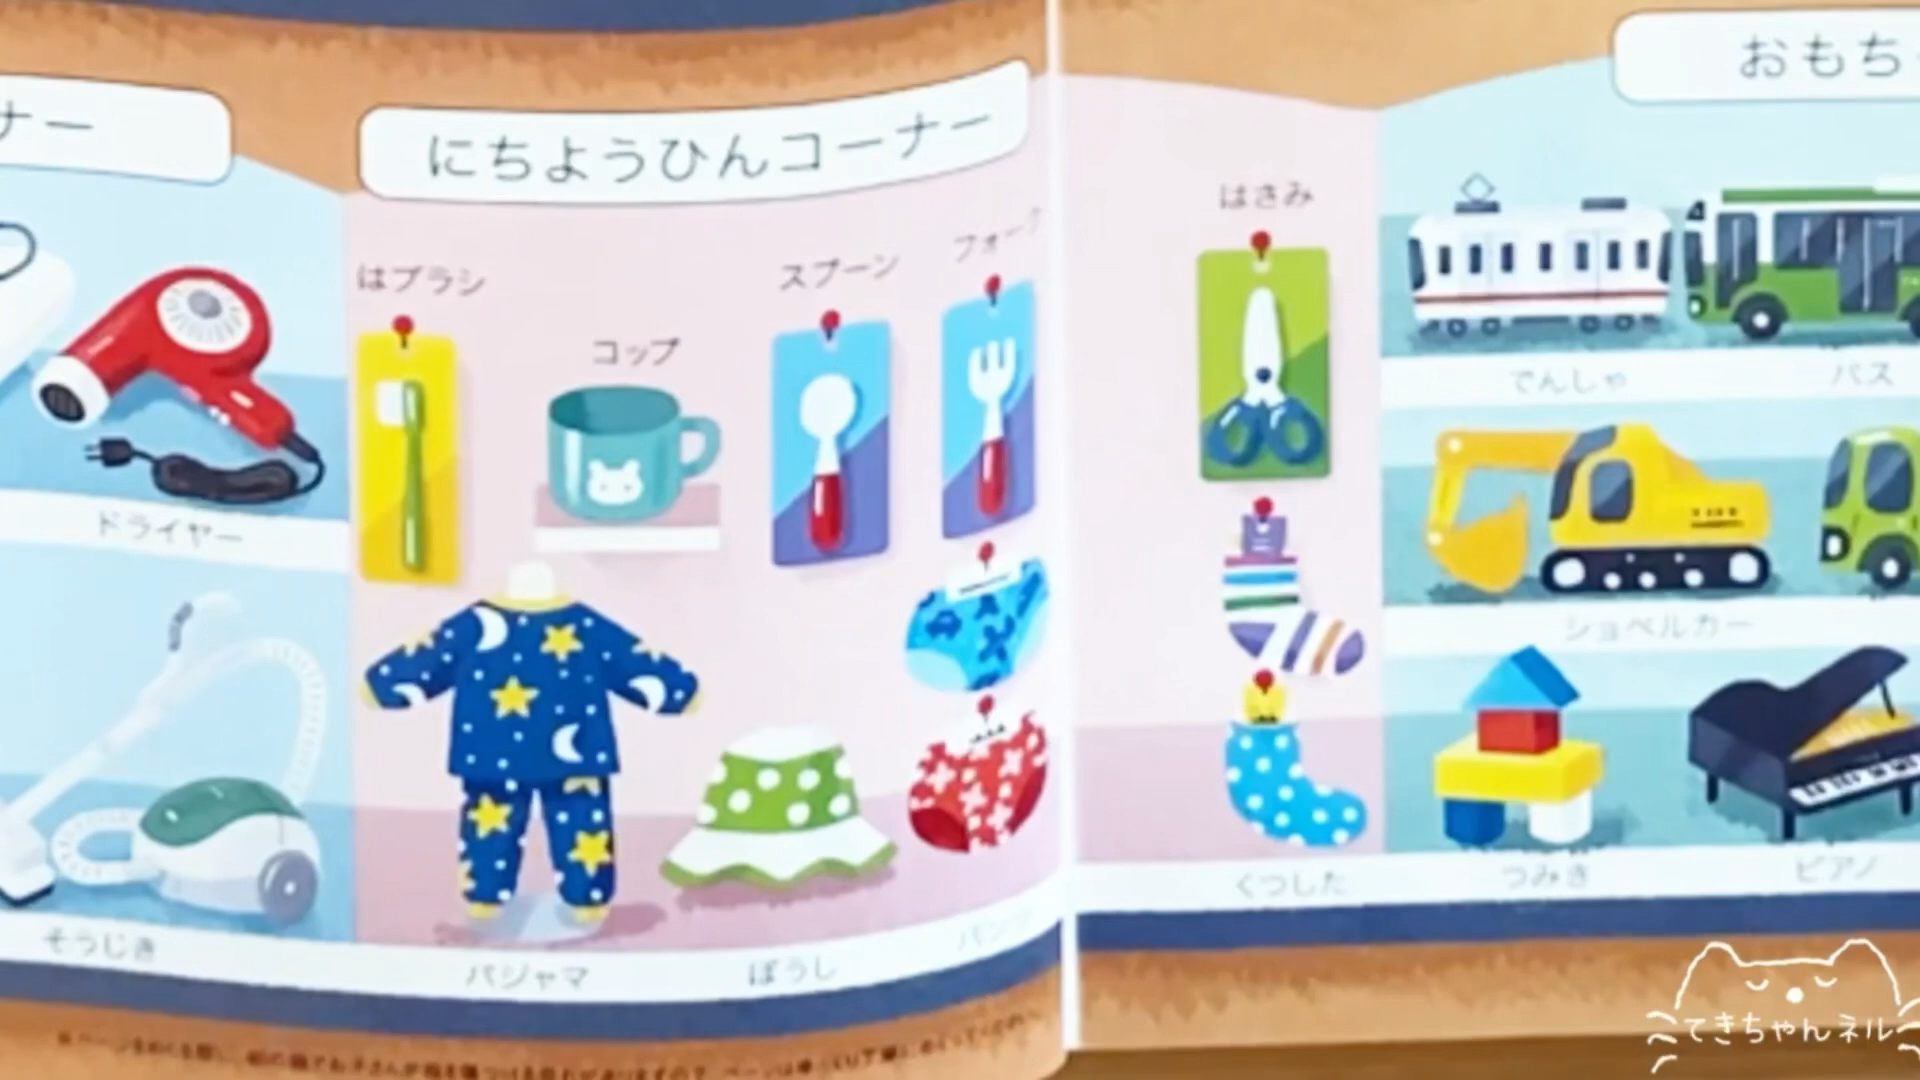 ナー
にちようひんコーナー
おもち
はブラシ
コップ
スプーン
フォーク
はさみ
ドライヤー
でんしゃ
バス
ショベルカー
そうじき
パジャマ
ぼうし
パンツ
くつした
つみき
ピアノ
てきちゃんネル